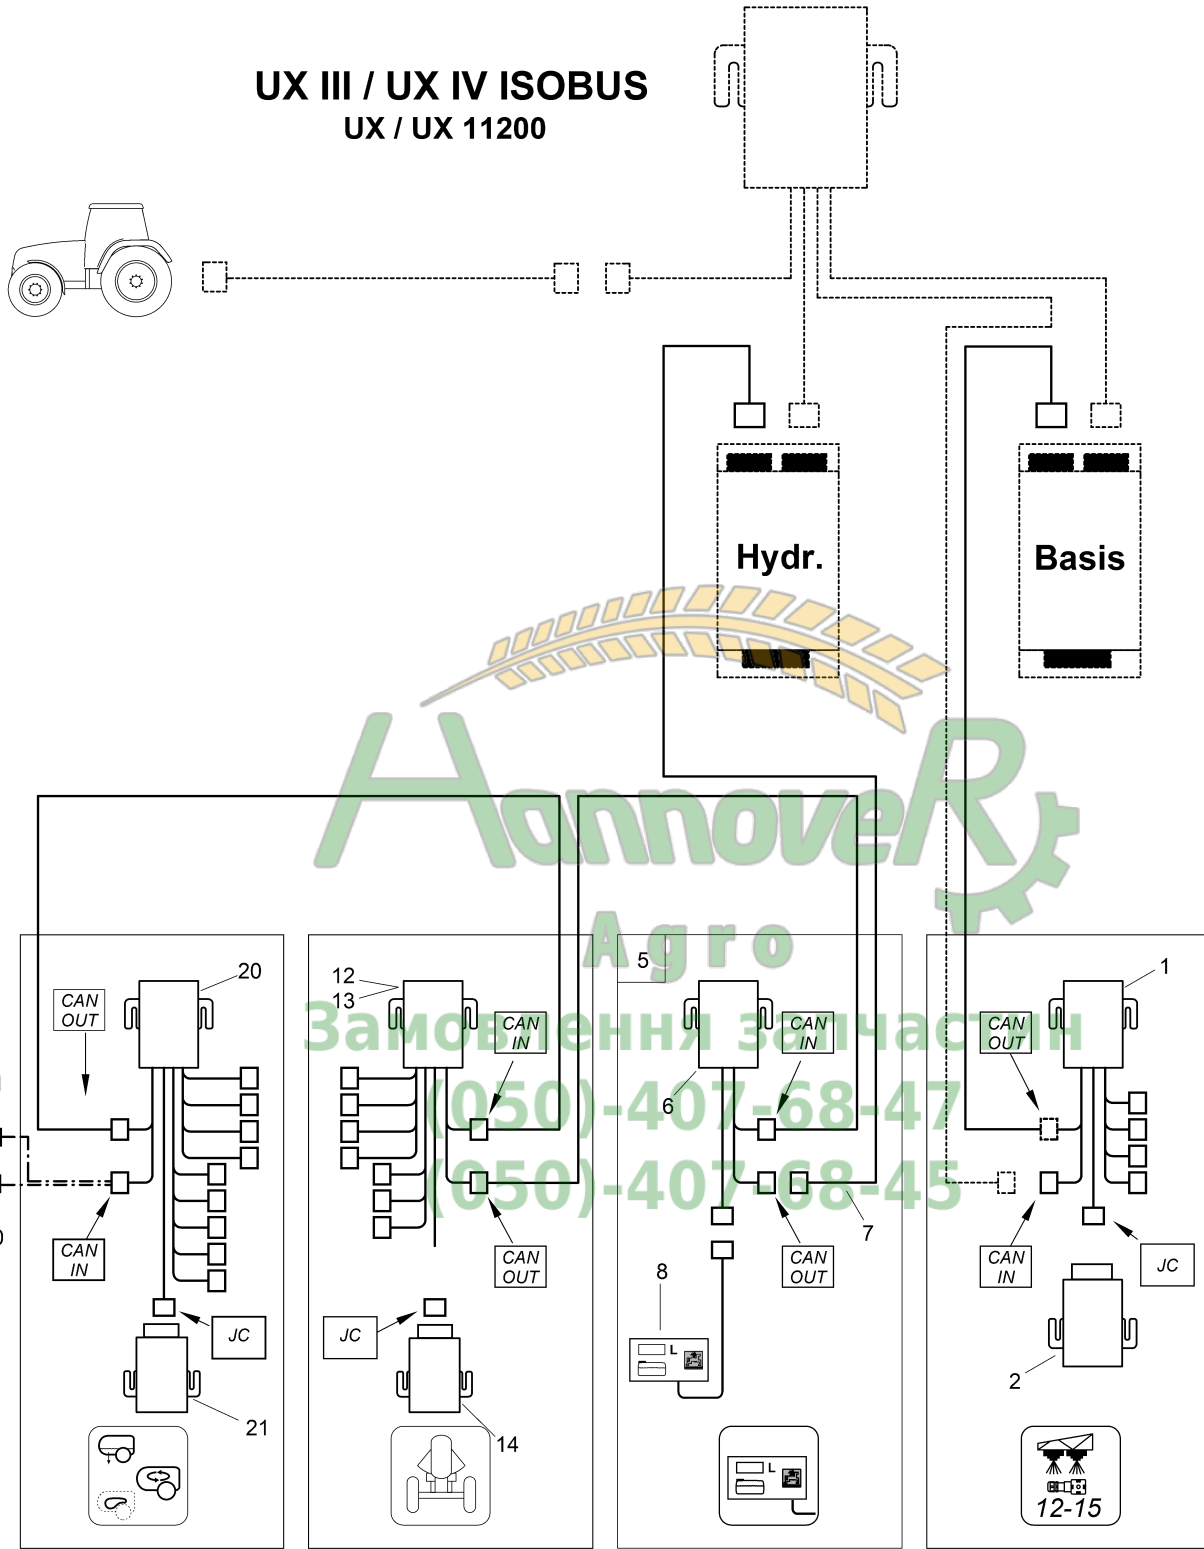 UX III / UX IV ISOBUS
UX / UX 11200
Hydr.
Basis
HannoveR
Agro
Замовлення запчастин
(050)-407-68-47
(050)-407-68-45
20
CAN
OUT
CAN
IN
JC
21
12
13
CAN
IN
CAN
OUT
JC
14
5
CAN
IN
6
7
CAN
OUT
8
L
L
1
CAN
OUT
CAN
IN
JC
2
12-15